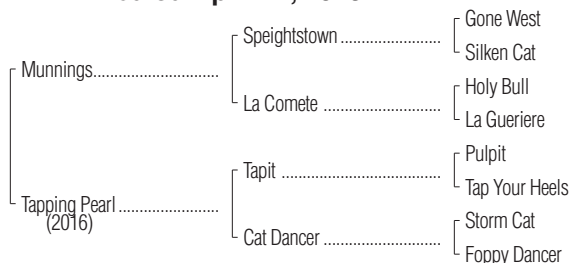 Gone West
Speightstown
Silken Cat
Munnings
Holy Bull
La Comete
La Gueriere
Pulpit
Tapit
Tap Your Heels
Tapping Pearl
(2016)
Storm Cat
Cat Dancer
Foppy Dancer